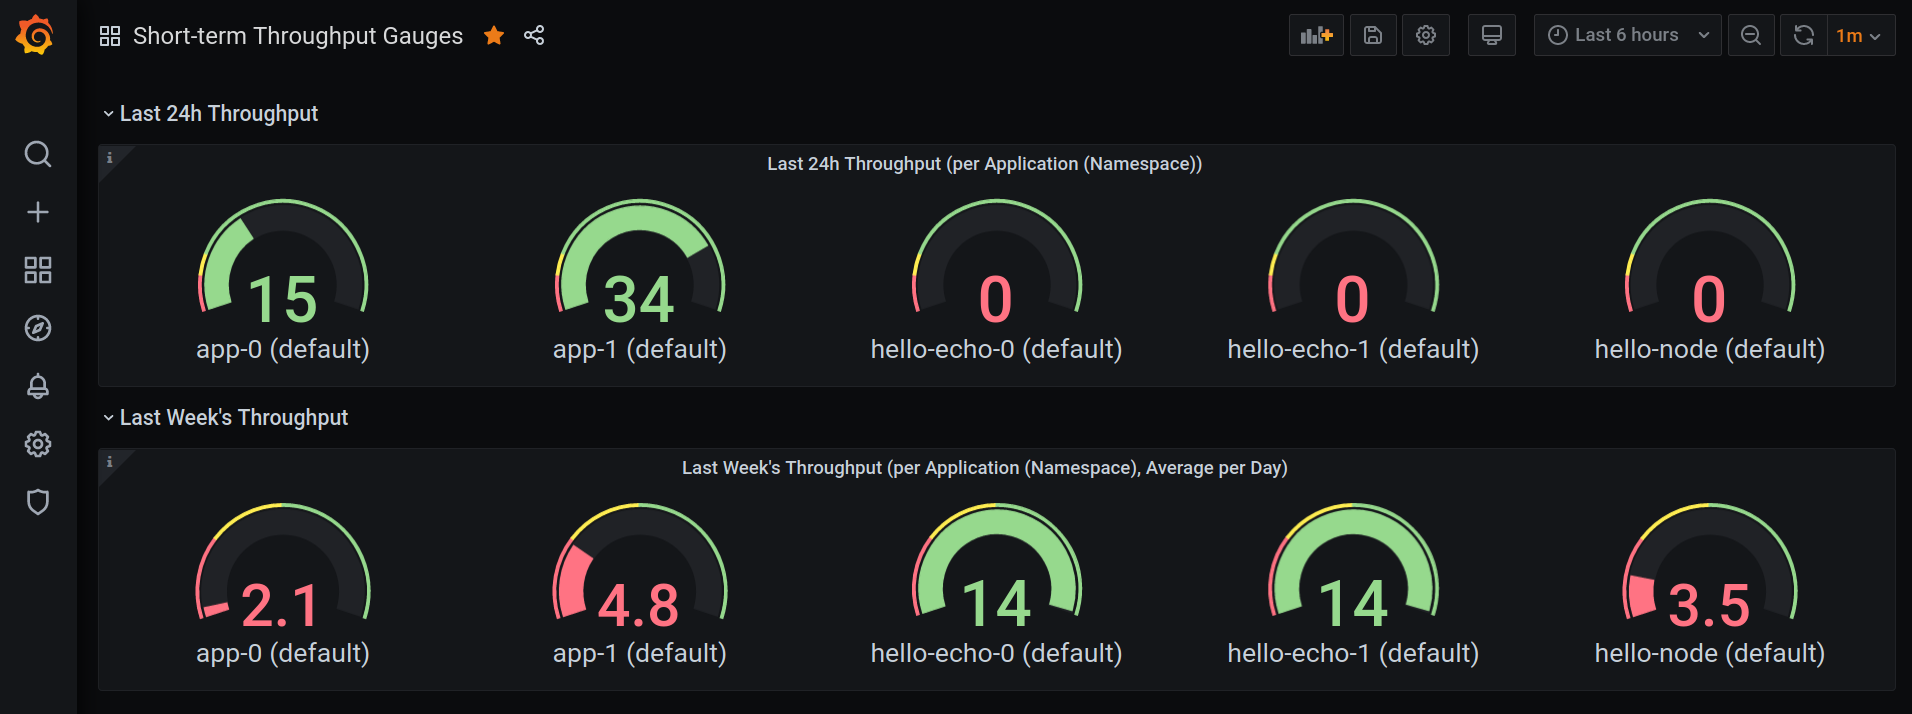 Short-term Throughput Gauges
Last 6 hours
1m
Last 24h Throughput
i
Last 24h Throughput (per Application (Namespace))
15 34 0 0 0
app-0 (default) app-1 (default) hello-echo-0 (default) hello-echo-1 (default) hello-node (default)
Last Week's Throughput
i
Last Week's Throughput (per Application (Namespace), Average per Day)
2.1 4.8 14 14 3.5
app-0 (default) app-1 (default) hello-echo-0 (default) hello-echo-1 (default) hello-node (default)